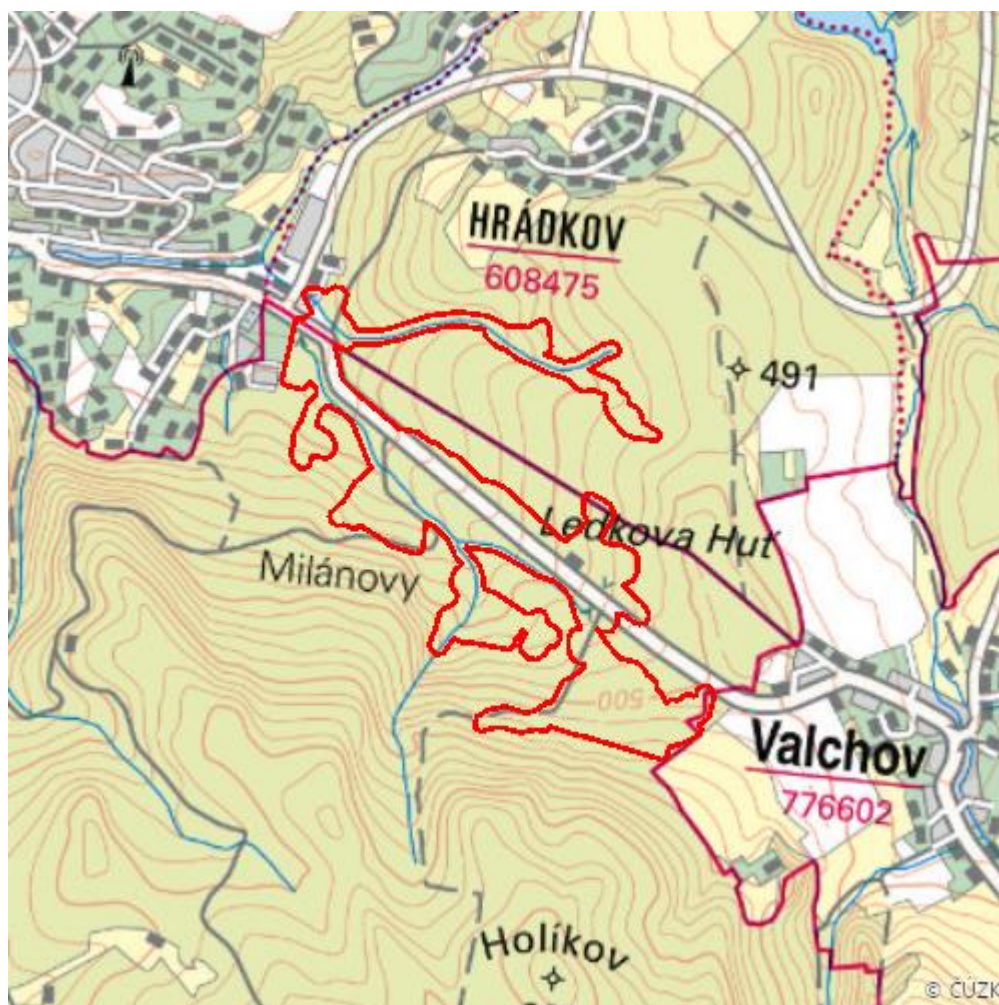 HRÁDKOV
608475
491
Ledkova Huť
Milánovy
500
Valchov
776602
Holíkov
© ČÚZK